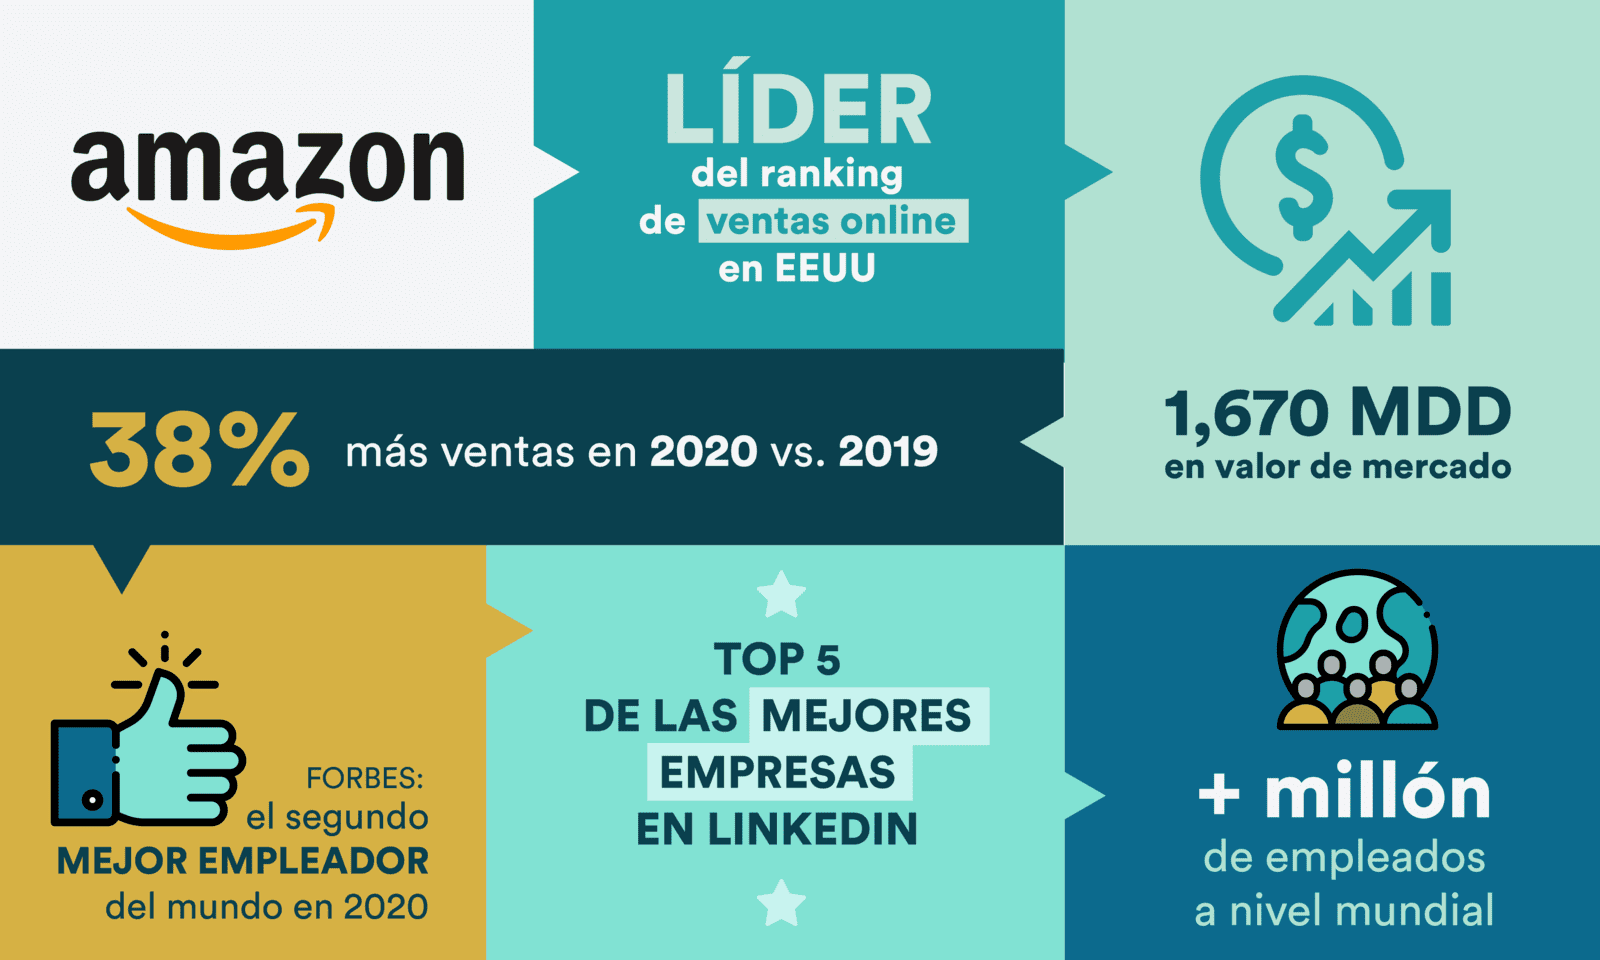 amazon
LÍDER
del ranking
de ventas online
en EEUU
1,670 MDD
en valor de mercado
38% más ventas en 2020 vs. 2019
FORBES:
el segundo
MEJOR EMPLEADOR
del mundo en 2020
TOP 5
DE LAS MEJORES
EMPRESAS
EN LINKEDIN
+ millón
de empleados
a nivel mundial